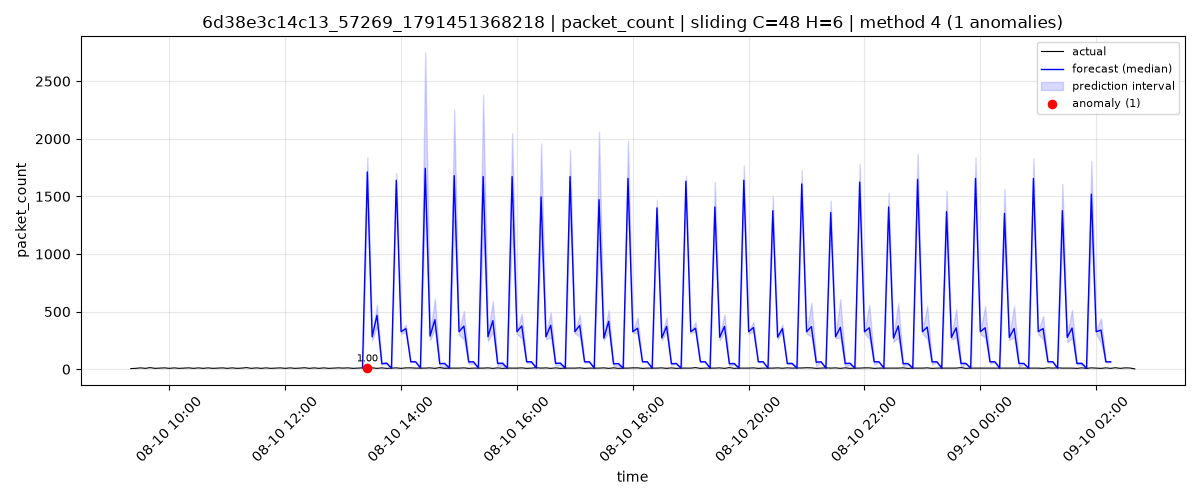 6d38e3c14c13_57269_1791451368218 | packet_count | sliding C=48 H=6 | method 4 (1 anomalies)
actual
forecast (median)
prediction interval
anomaly (1)
packet_count
2500
2000
1500
1000
500
0
1.00
08-10 10:00
08-10 12:00
08-10 14:00
08-10 16:00
08-10 18:00
08-10 20:00
08-10 22:00
09-10 00:00
09-10 02:00
time